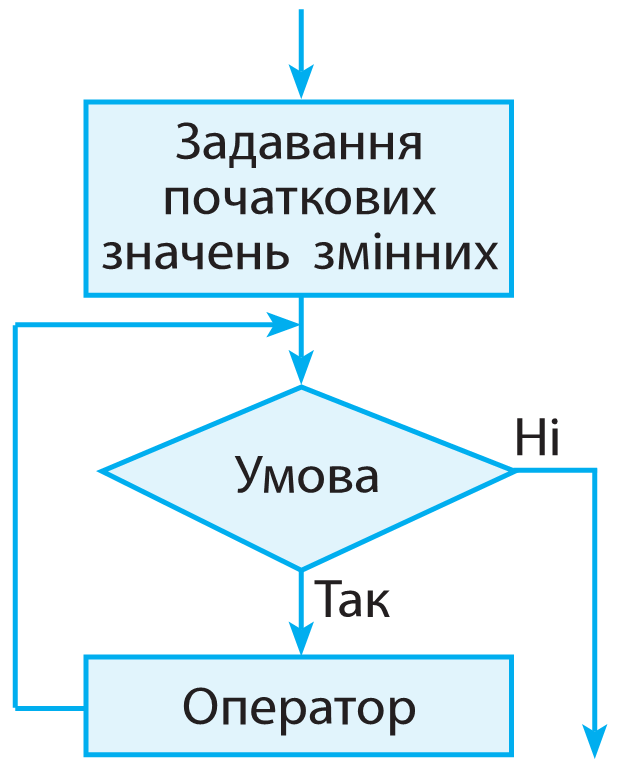 Задавання
початкових
значень змінних
Умова
Ні
Так
Оператор